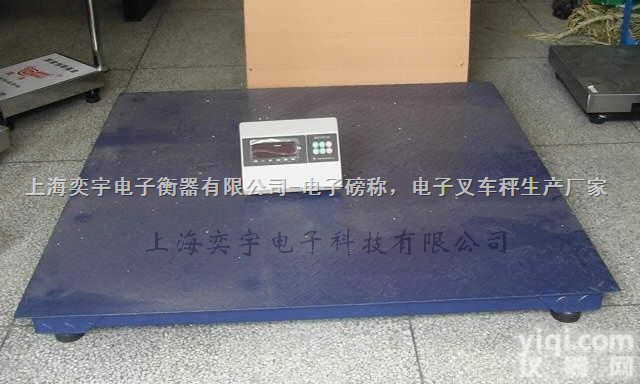 上海奕宇电子衡器有限公司-电子磅称，电子叉车秤生产厂家
上海奕宇电子科技有限公司
yiqi.com
仪器网